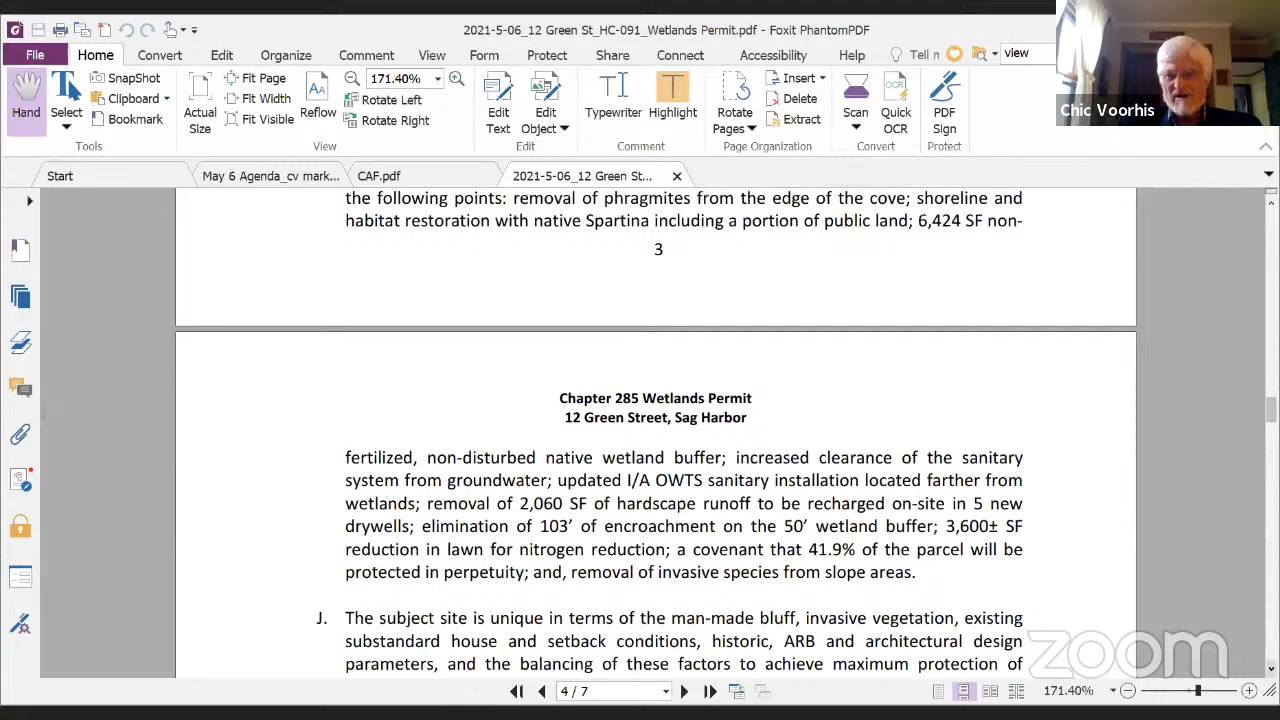 2021-5-06_12 Green St_HC-091_Wetlands Permit.pdf - Foxit PhantomPDF
File Home Convert Edit Organize Comment View Form Protect Share Connect Accessibility Help Tell n view
Chic Voorhis
Hand
Select
SnapShot
Clipboard
Bookmark
Tools
Actual Size
Fit Page
Fit Width
Fit Visible
Reflow
171.40%
Rotate Left
Rotate Right
View
Edit Text
Edit Object
Edit
Typewriter
Highlight
Comment
Rotate Pages
Insert
Delete
Extract
Page Organization
Scan
Quick OCR
Convert
PDF Sign
Protect
Start May 6 Agenda_cv mark... CAF.pdf 2021-5-06_12 Green St...
the following points: removal of phragmites from the edge of the cove; shoreline and
habitat restoration with native Spartina including a portion of public land; 6,424 SF non-
3
Chapter 285 Wetlands Permit
12 Green Street, Sag Harbor
fertilized, non-disturbed native wetland buffer; increased clearance of the sanitary
system from groundwater; updated I/A OWTS sanitary installation located farther from
wetlands; removal of 2,060 SF of hardscape runoff to be recharged on-site in 5 new
drywells; elimination of 103’ of encroachment on the 50’ wetland buffer; 3,600± SF
reduction in lawn for nitrogen reduction; a covenant that 41.9% of the parcel will be
protected in perpetuity; and, removal of invasive species from slope areas.
J. The subject site is unique in terms of the man-made bluff, invasive vegetation, existing
substandard house and setback conditions, historic, ARB and architectural design
parameters, and the balancing of these factors to achieve maximum protection of
zoom
4 / 7
171.40%